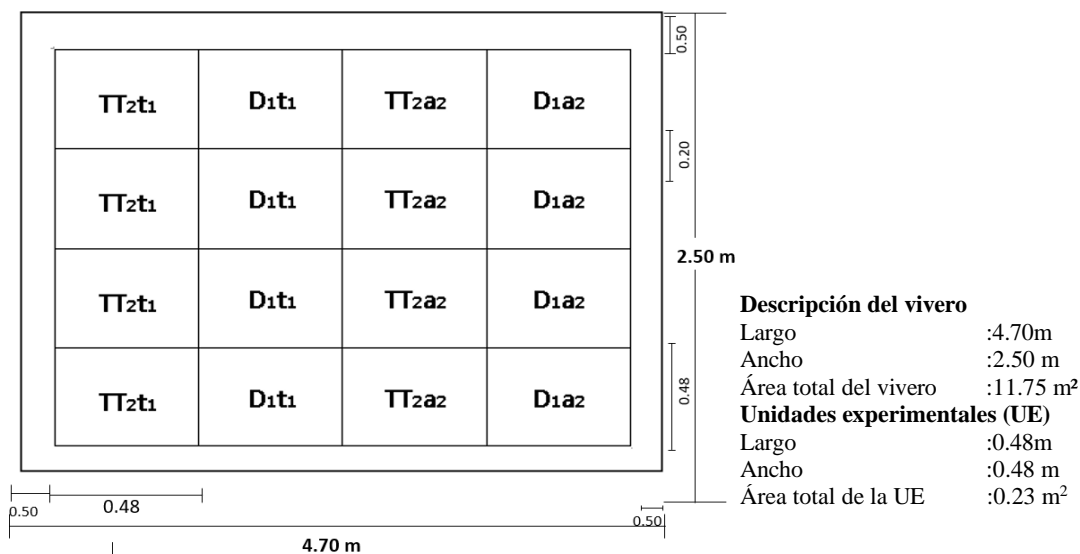 0.50
TT2t1 D1t1 TT2a2 D1a2
0.20
TT2t1 D1t1 TT2a2 D1a2
2.50 m
TT2t1 D1t1 TT2a2 D1a2
Descripción del vivero
Largo :4.70m
Ancho :2.50 m
Área total del vivero :11.75 m²
Unidades experimentales (UE)
Largo :0.48m
Ancho :0.48 m
Área total de la UE :0.23 m²
TT2t1 D1t1 TT2a2 D1a2
0.48
0.50
0.48
0.50
4.70 m